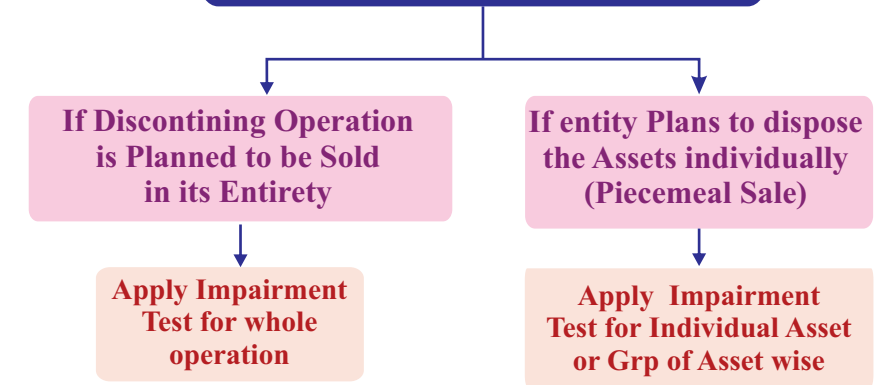 If Discontining Operation
is Planned to be Sold
in its Entirety
If entity Plans to dispose
the Assets individually
(Piecemeal Sale)
Apply Impairment
Test for whole
operation
Apply Impairment
Test for Individual Asset
or Grp of Asset wise